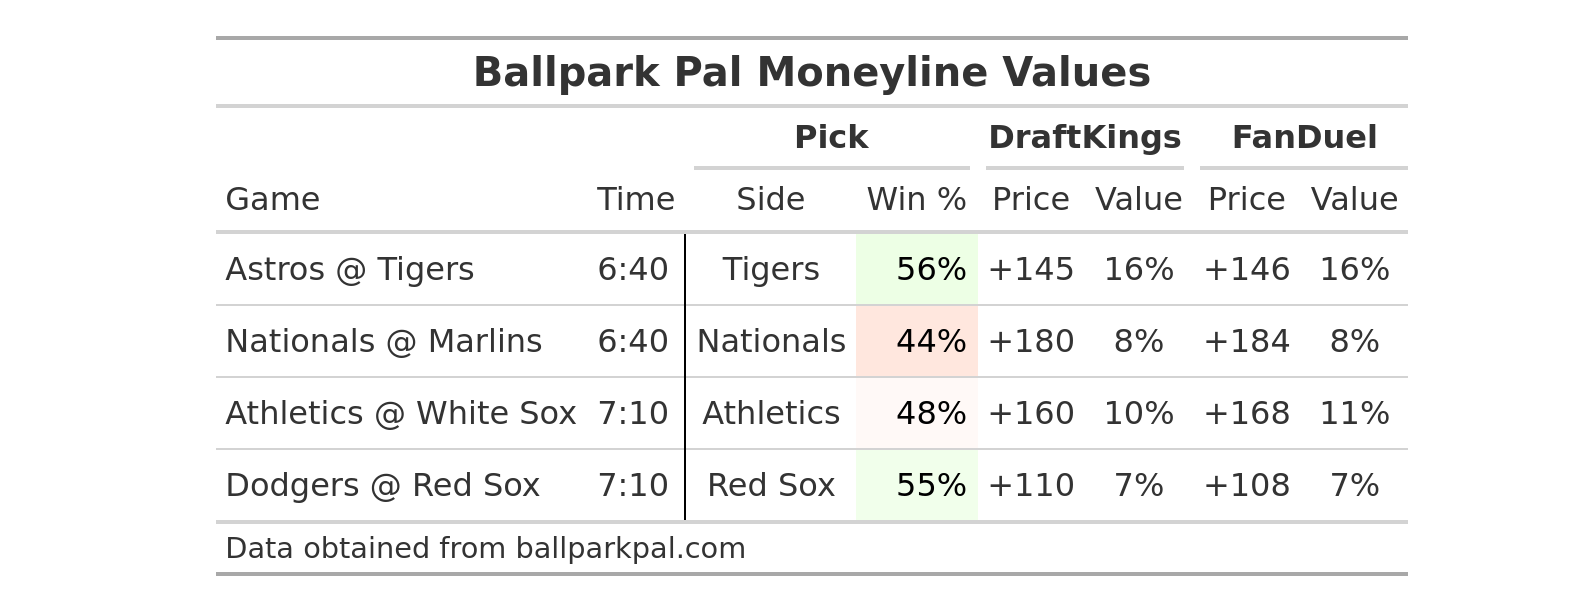 Ballpark Pal Moneyline Values
Pick DraftKings FanDuel
Game Time Side Win % Price Value Price Value
Astros @ Tigers 6:40 Tigers 56% +145 16% +146 16%
Nationals @ Marlins 6:40 Nationals 44% +180 8% +184 8%
Athletics @ White Sox 7:10 Athletics 48% +160 10% +168 11%
Dodgers @ Red Sox 7:10 Red Sox 55% +110 7% +108 7%
Data obtained from ballparkpal.com